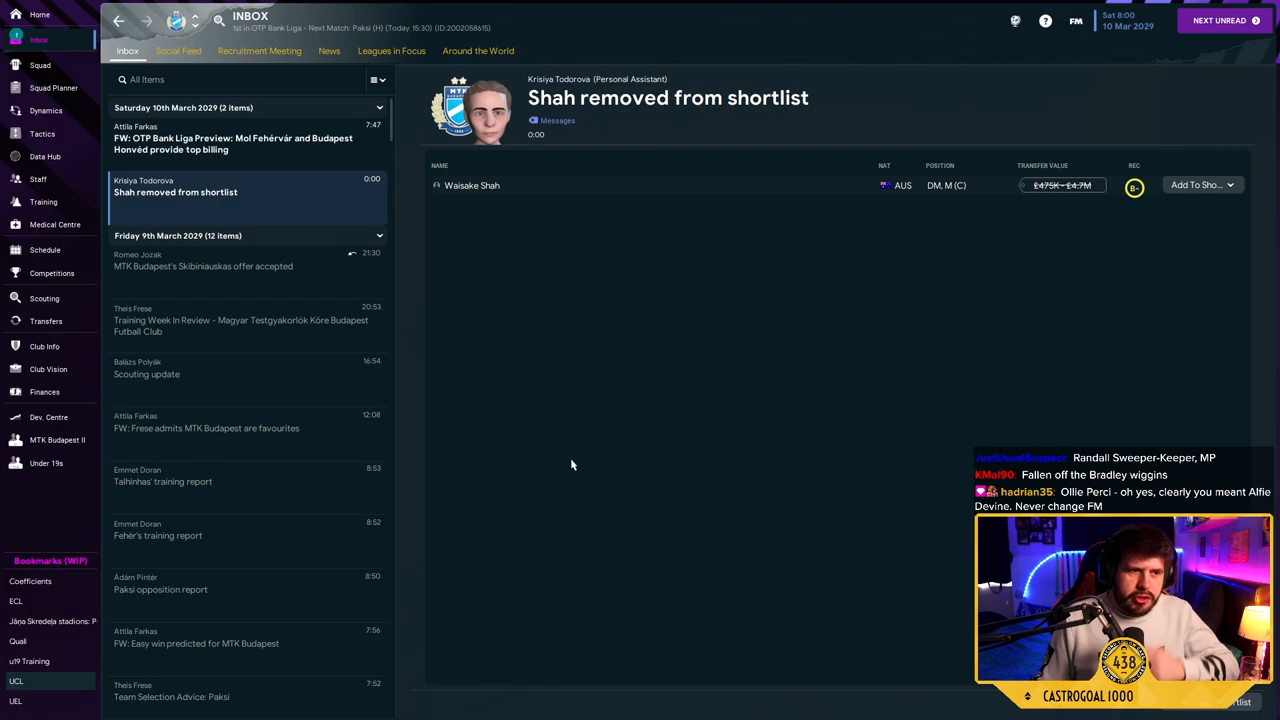 Home
INBOX
1st in OTP Bank Liga - Next Match: Paksi (H) (Today 15:30) (ID:2002058615)
FM
Sat 8:00
10 Mar 2029
NEXT UNREAD
1
Inbox
Inbox
Social Feed
Recruitment Meeting
News
Leagues in Focus
Around the World
Squad
Squad Planner
Dynamics
Tactics
Data Hub
Staff
Training
Medical Centre
Schedule
Competitions
Scouting
Transfers
Club Info
Club Vision
Finances
Dev. Centre
MTK Budapest II
Under 19s
Bookmarks (WiP)
Coefficients
ECL
Jāņa Skredeļa stadions: P
Quali
u19 Training
UCL
UEL
All Items
Saturday 10th March 2029 (2 items)
Attila Farkas 7:47
FW: OTP Bank Liga Preview: Mol Fehérvár and Budapest
Honvéd provide top billing
Krisiya Todorova 0:00
Shah removed from shortlist
Friday 9th March 2029 (12 items)
Romeo Jozak 21:30
MTK Budapest's Skibiniauskas offer accepted
Theis Frese 20:53
Training Week In Review - Magyar Testgyakorlók Köre Budapest
Futball Club
Balázs Polyák 16:54
Scouting update
Attila Farkas 12:08
FW: Frese admits MTK Budapest are favourites
Emmet Doran 8:53
Talhinhas' training report
Emmet Doran 8:52
Fehér's training report
Ádám Pintér 8:50
Paksi opposition report
Attila Farkas 7:56
FW: Easy win predicted for MTK Budapest
Theis Frese 7:52
Team Selection Advice: Paksi
MTK
Krisiya Todorova (Personal Assistant)
Shah removed from shortlist
Messages
0:00
NAME NAT POSITION TRANSFER VALUE REC
Waisake Shah AUS DM, M (C) £475K - £4.7M B- Add To Sho...
JustUsualSuspect: Randall Sweeper-Keeper, MP
KMal90: Fallen off the Bradley wiggins
hadrian35: Ollie Perci - oh yes, clearly you meant Alfie
Devine. Never change FM
438
CASTROGOAL 1000